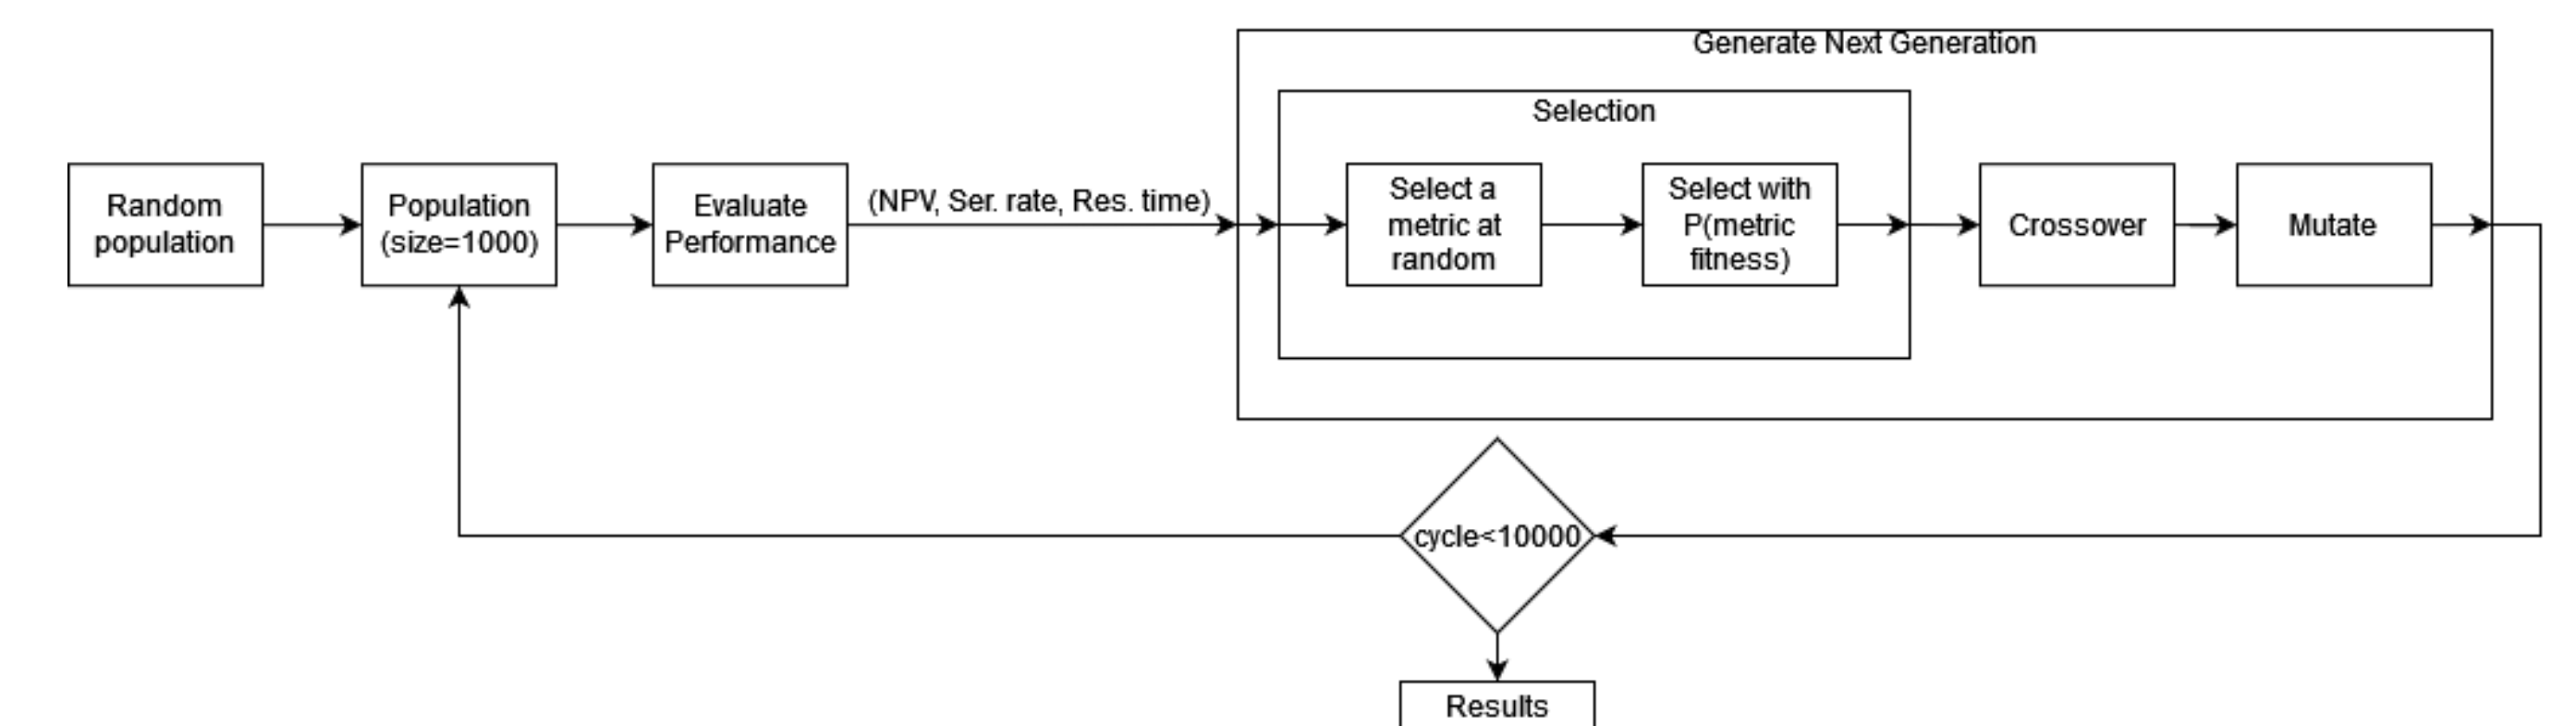 Generate Next Generation
Selection
Random
population
Population
(size=1000)
Evaluate
Performance
(NPV, Ser. rate, Res. time)
Select a
metric at
random
Select with
P(metric
fitness)
Crossover
Mutate
cycle<10000
Results